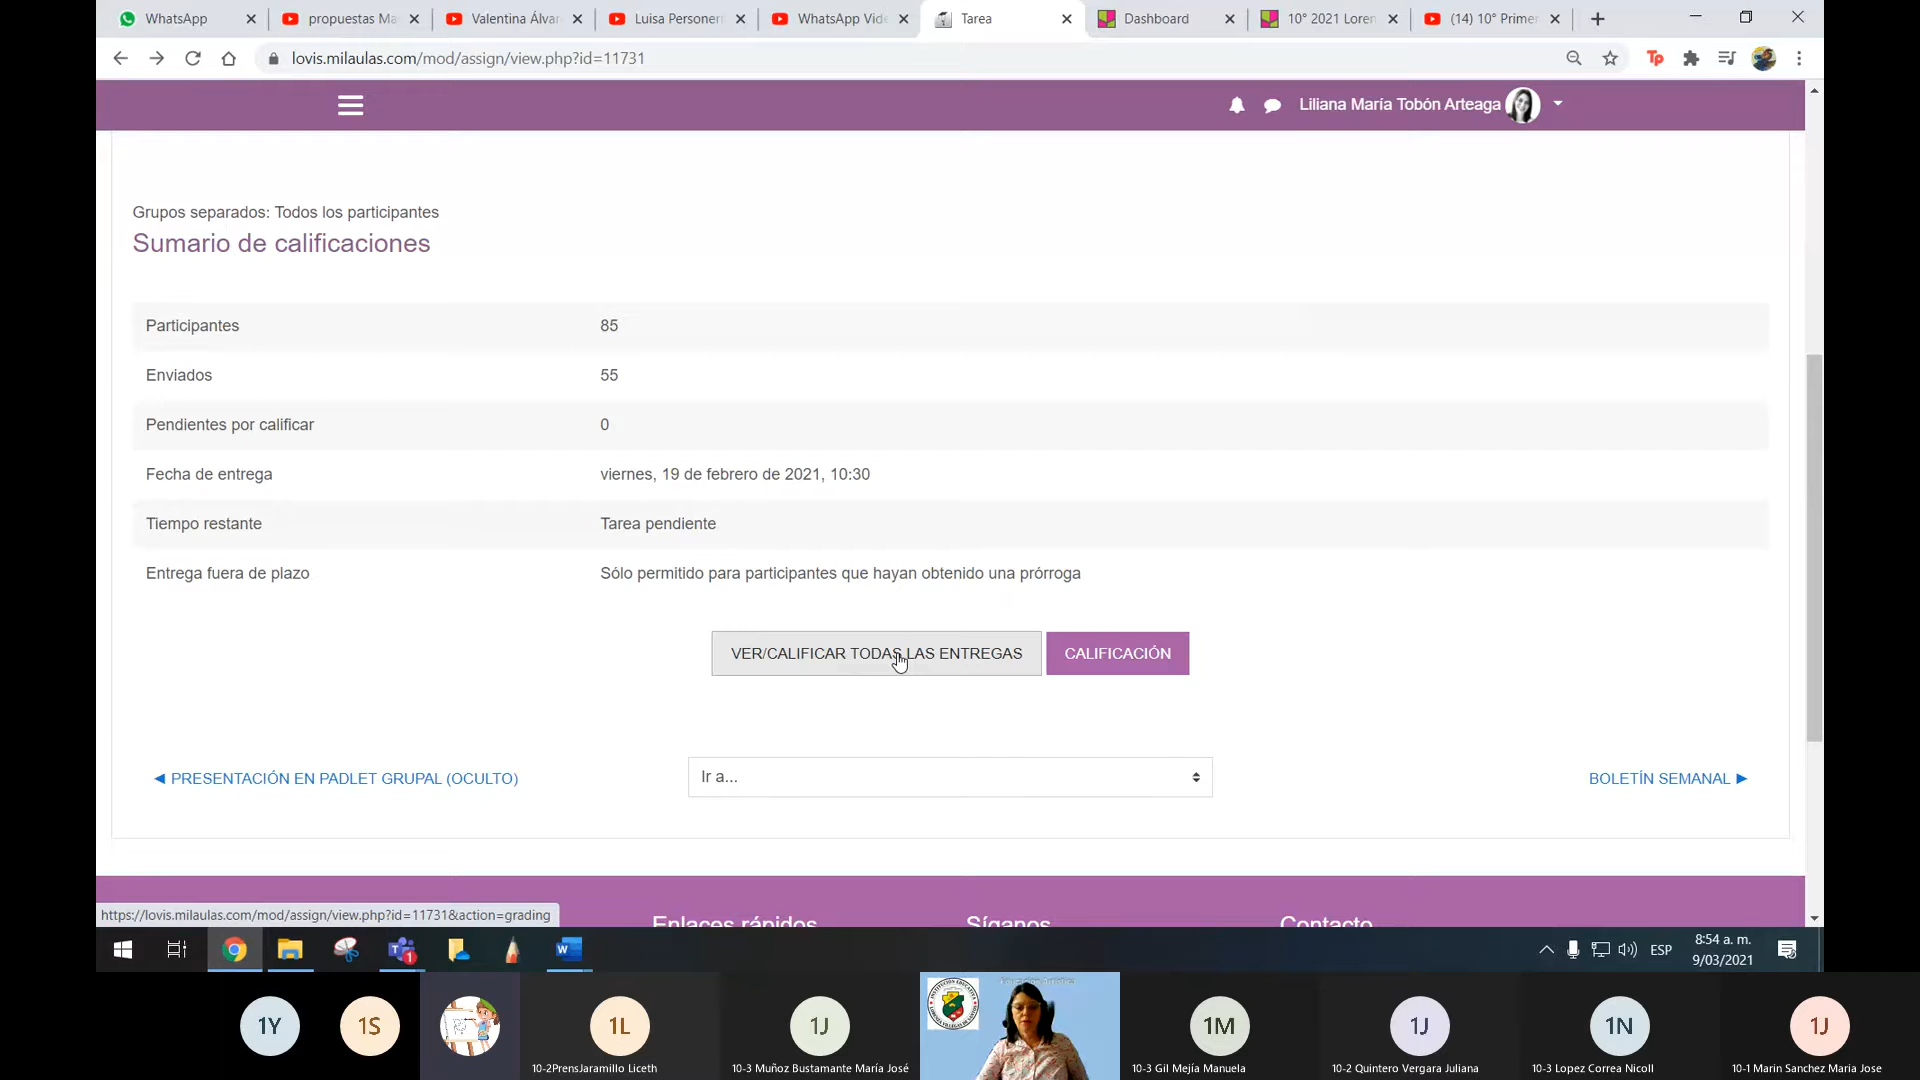 WhatsApp
propuestas Ma
Valentina Álvar
Luisa Personer
WhatsApp Vide
Tarea
Dashboard
10° 2021 Loren
(14) 10° Primer
lovis.milaulas.com/mod/assign/view.php?id=11731
Liliana María Tobón Arteaga
Grupos separados: Todos los participantes
Sumario de calificaciones
Participantes 85
Enviados 55
Pendientes por calificar 0
Fecha de entrega viernes, 19 de febrero de 2021, 10:30
Tiempo restante Tarea pendiente
Entrega fuera de plazo Sólo permitido para participantes que hayan obtenido una prórroga
VER/CALIFICAR TODAS LAS ENTREGAS CALIFICACIÓN
◄ PRESENTACIÓN EN PADLET GRUPAL (OCULTO)
Ir a...
BOLETÍN SEMANAL ►
https://lovis.milaulas.com/mod/assign/view.php?id=11731&action=grading
Enlaces rápidos Síganos Contacto
ESP
8:54 a. m.
9/03/2021
1Y
1S
1L
1J
1M
1J
1N
1J
10-2PrensJaramillo Liceth
10-3 Muñoz Bustamante María José
10-3 Gil Mejía Manuela
10-2 Quintero Vergara Juliana
10-3 Lopez Correa Nicoll
10-1 Marin Sanchez Maria Jose